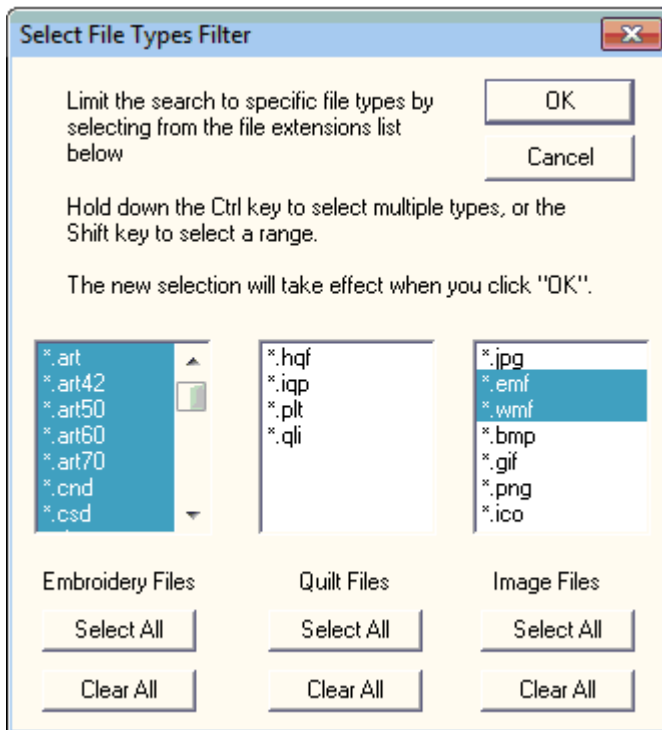 Select File Types Filter
Limit the search to specific file types by
selecting from the file extensions list
below
OK
Cancel
Hold down the Ctrl key to select multiple types, or the
Shift key to select a range.
The new selection will take effect when you click "OK".
*.art
*.art42
*.art50
*.art60
*.art70
*.cnd
*.csd
*.hqf
*.iqp
*.plt
*.qli
*.jpg
*.emf
*.wmf
*.bmp
*.gif
*.png
*.ico
Embroidery Files
Quilt Files
Image Files
Select All
Select All
Select All
Clear All
Clear All
Clear All